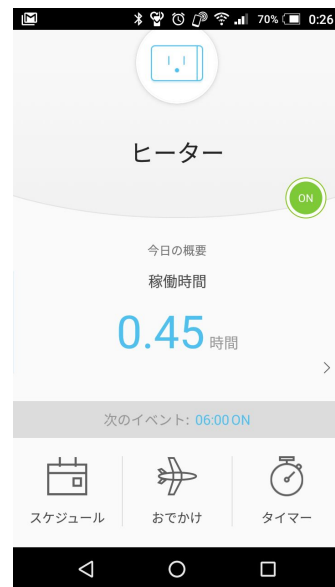 70% 0:26
ヒーター
ON
今日の概要
稼働時間
0.45 時間
次のイベント: 06:00 ON
スケジュール おでかけ タイマー